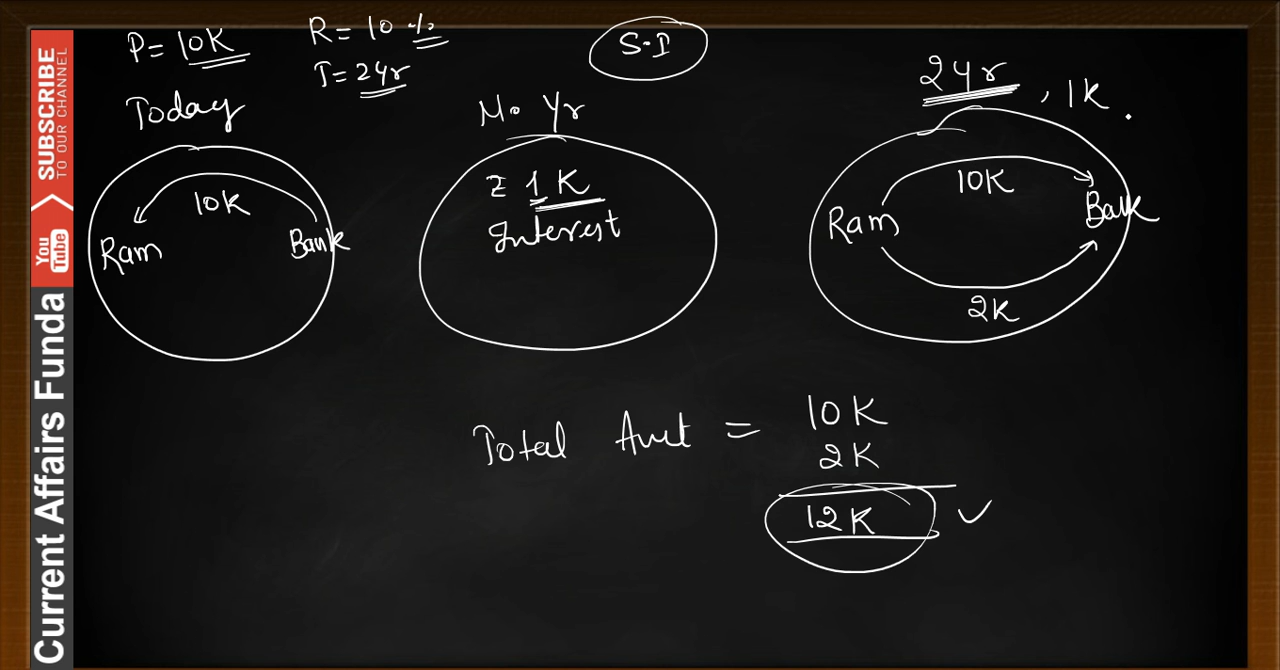 SUBSCRIBE
TO OUR CHANNEL
You Tube
Current Affairs Funda
P = 10K
R = 10 %
T = 2yr
S.I
Today
10K
Ram
Bank
Yr
1 K
Interest
2yr, 1K.
10K
Ram
Bank
2K
Total Amt = 10K
2K
12K ✓